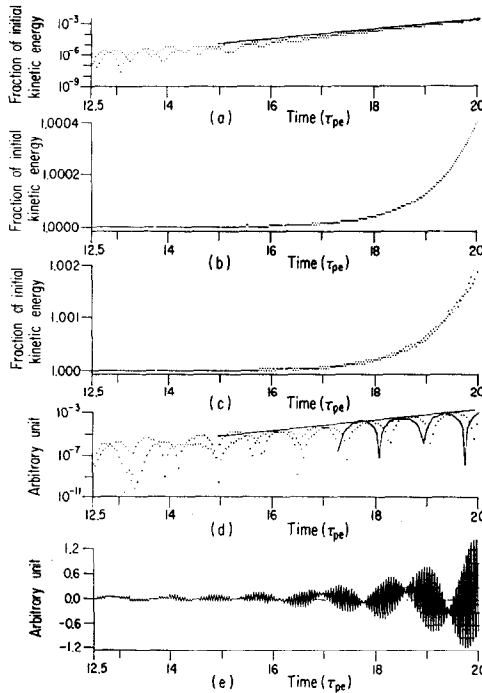 Fraction of initial
kinetic energy
10⁻³
10⁻⁶
10⁻⁹
12.5 14 16 18 20
(a) Time (τpe)
Fraction of initial
kinetic energy
1.0004
1.0002
1.0000
12.5 14 16 18 20
(b) Time (τpe)
Fraction of initial
kinetic energy
1.002
1.001
1.000
12.5 14 16 18 20
(c) Time (τpe)
Arbitrary unit
10⁻³
10⁻⁷
10⁻¹¹
12.5 14 16 18 20
(d) Time (τpe)
Arbitrary unit
1.2
0.6
0.0
-0.6
-1.2
12.5 14 16 18 20
(e) Time (τpe)